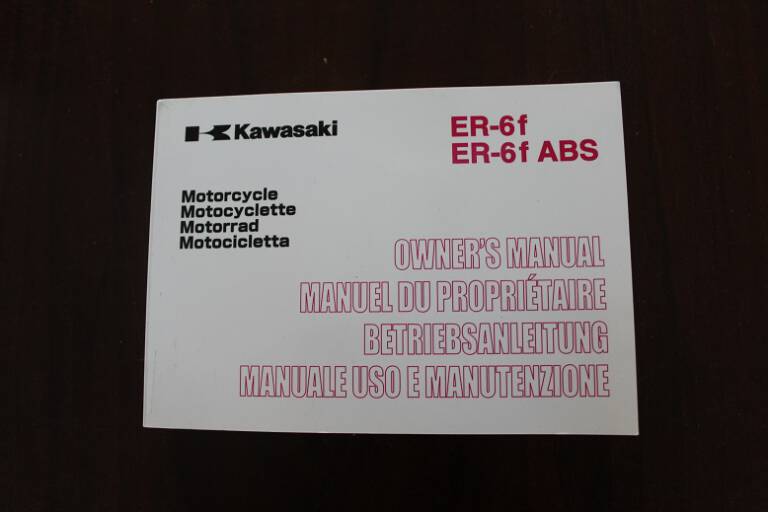 Kawasaki
ER-6f
ER-6f ABS
Motorcycle
Motocyclette
Motorrad
Motocicletta
OWNER'S MANUAL
MANUEL DU PROPRIÉTAIRE
BETRIEBSANLEITUNG
MANUALE USO E MANUTENZIONE